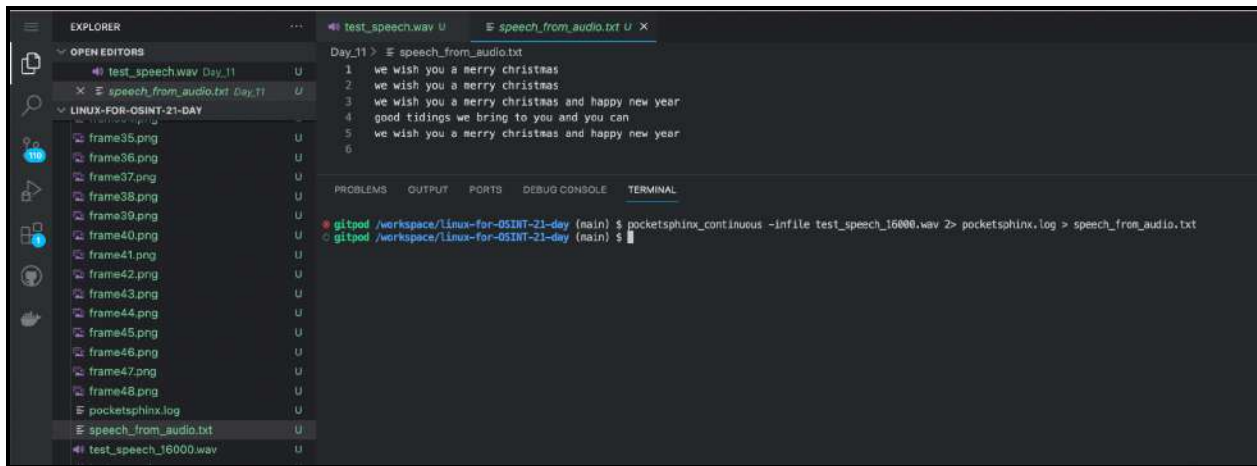 EXPLORER
OPEN EDITORS
test_speech.wav Day_11 U
speech_from_audio.txt Day_11 U
LINUX-FOR-OSINT-21-DAY
frame35.png U
frame36.png U
frame37.png U
frame38.png U
frame39.png U
frame40.png U
frame41.png U
frame42.png U
frame43.png U
frame44.png U
frame45.png U
frame46.png U
frame47.png U
frame48.png U
pocketsphinx.log U
speech_from_audio.txt U
test_speech_16000.wav U
110
1
test_speech.wav U speech_from_audio.txt U
Day_11 > speech_from_audio.txt
1 we wish you a merry christmas
2 we wish you a merry christmas
3 we wish you a merry christmas and happy new year
4 good tidings we bring to you and you can
5 we wish you a merry christmas and happy new year
6
PROBLEMS OUTPUT PORTS DEBUG CONSOLE TERMINAL
gitpod /workspace/linux-for-OSINT-21-day (main) $ pocketsphinx_continuous -infile test_speech_16000.wav 2> pocketsphinx.log > speech_from_audio.txt
gitpod /workspace/linux-for-OSINT-21-day (main) $